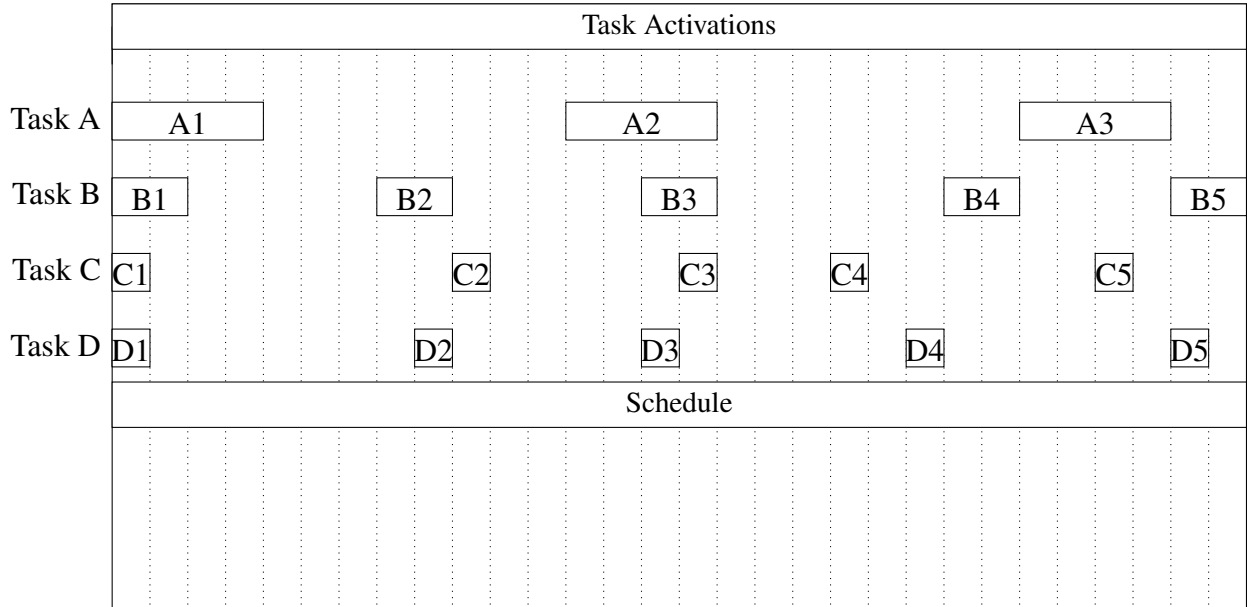 Task Activations
Task A A1 A2 A3
Task B B1 B2 B3 B4 B5
Task C C1 C2 C3 C4 C5
Task D D1 D2 D3 D4 D5
Schedule